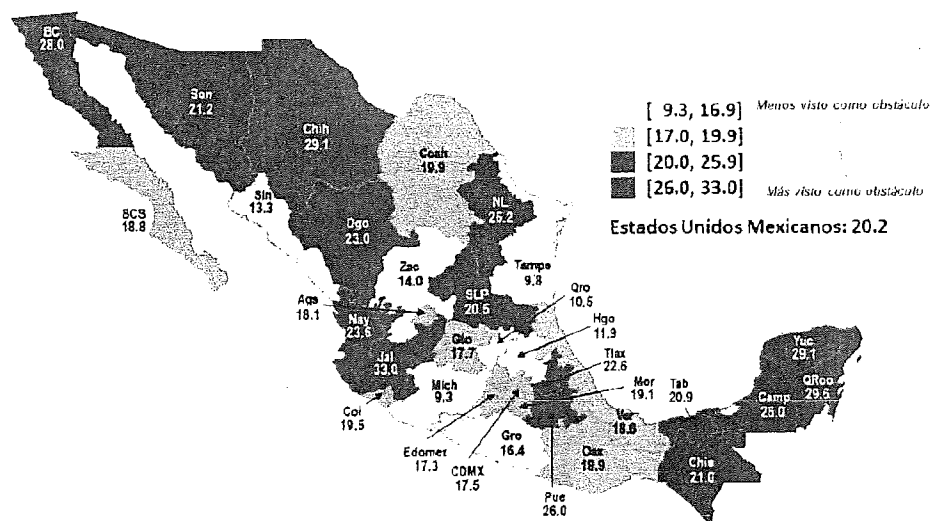 BC
28.0
Son
21.2
Chih
29.1
Coah
19.9
[ 9.3, 16.9] Menos visto como obstáculo
[17.0, 19.9]
[20.0, 25.9]
[26.0, 33.0] Más visto como obstáculo
Estados Unidos Mexicanos: 20.2
BCS
18.8
Sin
13.3
Dgo
23.0
NL
26.2
Zac
14.0
Tamps
9.8
Ags
18.1
SLP
20.5
Qro
10.5
Hgo
11.9
Nay
23.6
Gto
17.7
Jal
33.0
Tlax
22.6
Mich
9.3
Mor
19.1
Tab
20.9
Yuc
29.1
QRoo
29.6
Camp
26.0
Col
19.5
Ver
18.6
Edomex
17.3
CDMX
17.5
Gro
16.4
Oax
18.9
Chis
21.0
Pue
26.0